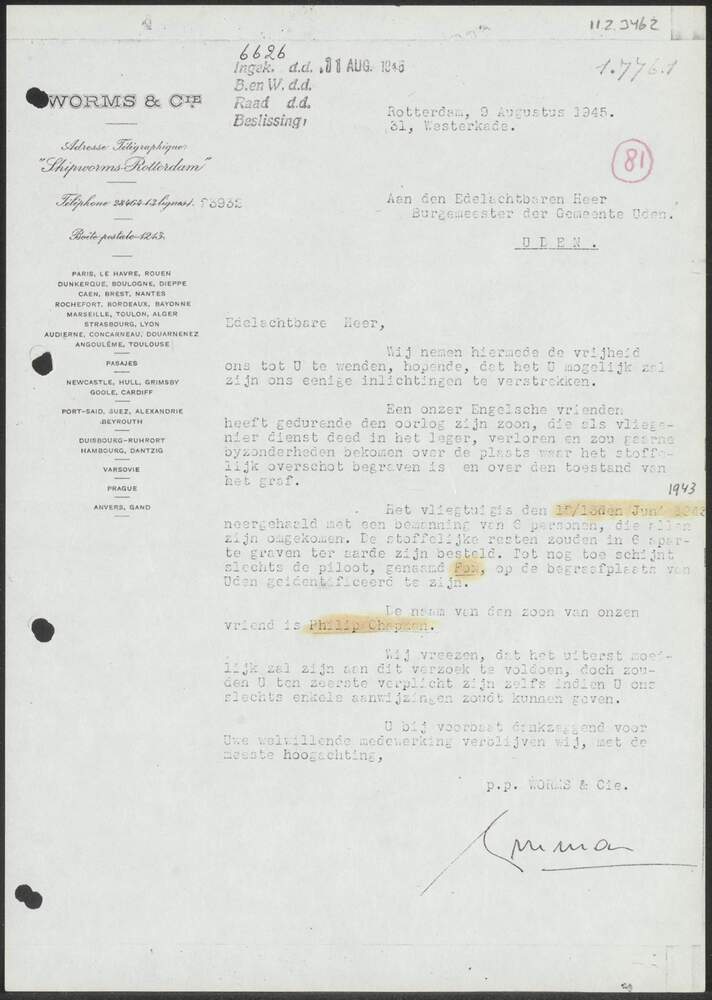 112.3462
6626
Ingek. d.d. 11 AUG. 1945
B.en W. d.d.
Raad d.d.
Beslissing:
1.776.1
WORMS & CIE
Rotterdam, 9 Augustus 1945.
31, Westerkade.
Adresse Télégraphique:
"Shipworms-Rotterdam"
81
Téléphone 28464-13 lignes.
Aan den Edelachtbaren Heer
Burgemeester der Gemeente Uden.
Boîte postale 1243.
U D E N .
PARIS, LE HAVRE, ROUEN
DUNKERQUE, BOULOGNE, DIEPPE
CAEN, BREST, NANTES
ROCHEFORT, BORDEAUX, BAYONNE
MARSEILLE, TOULON, ALGER
STRASBOURG, LYON
AUDIERNE, CONCARNEAU, DOUARNENEZ
ANGOULÊME, TOULOUSE
PASAJES
NEWCASTLE, HULL, GRIMSBY
GOOLE, CARDIFF
PORT-SAID, SUEZ, ALEXANDRIE
BEYROUTH
DUISBOURG-RUHRORT
HAMBOURG, DANTZIG
VARSOVIE
PRAGUE
ANVERS, GAND
Edelachtbare Heer,
Wij nemen hiermede de vrijheid
ons tot U te wenden, hopende, dat het U mogelijk zal
zijn ons eenige inlichtingen te verstrekken.
Een onzer Engelsche vrienden
heeft gedurende den oorlog zijn zoon, die als vliege-
nier dienst deed in het leger, verloren en zou gaarne
byzonderheden bekomen over de plaats waar het stoffe-
lijk overschot begraven is en over den toestand van
het graf.
1943
Het vliegtuig is den Juni
neergehaald met een bemanning van 6 personen, die allen
zijn omgekomen. De stoffelijke resten zouden in 6 apar-
te graven ter aarde zijn besteld. Tot nog toe schijnt
slechts de piloot, genaamd Fox, op de begraafplaats van
Uden geidentificeerd te zijn.
De naam van den zoon van onzen
vriend is Philip Chapman.
Wij vreezen, dat het uiterst moei-
lijk zal zijn aan dit verzoek te voldoen, doch zou-
den U ten zeerste verplicht zijn zelfs indien U ons
slechts enkele aanwijzingen zoudt kunnen geven.
U bij voorbaat dankzeggend voor
Uwe welwillende medewerking verblijven wij, met de
meeste hoogachting,
p.p. WORMS & Cie.